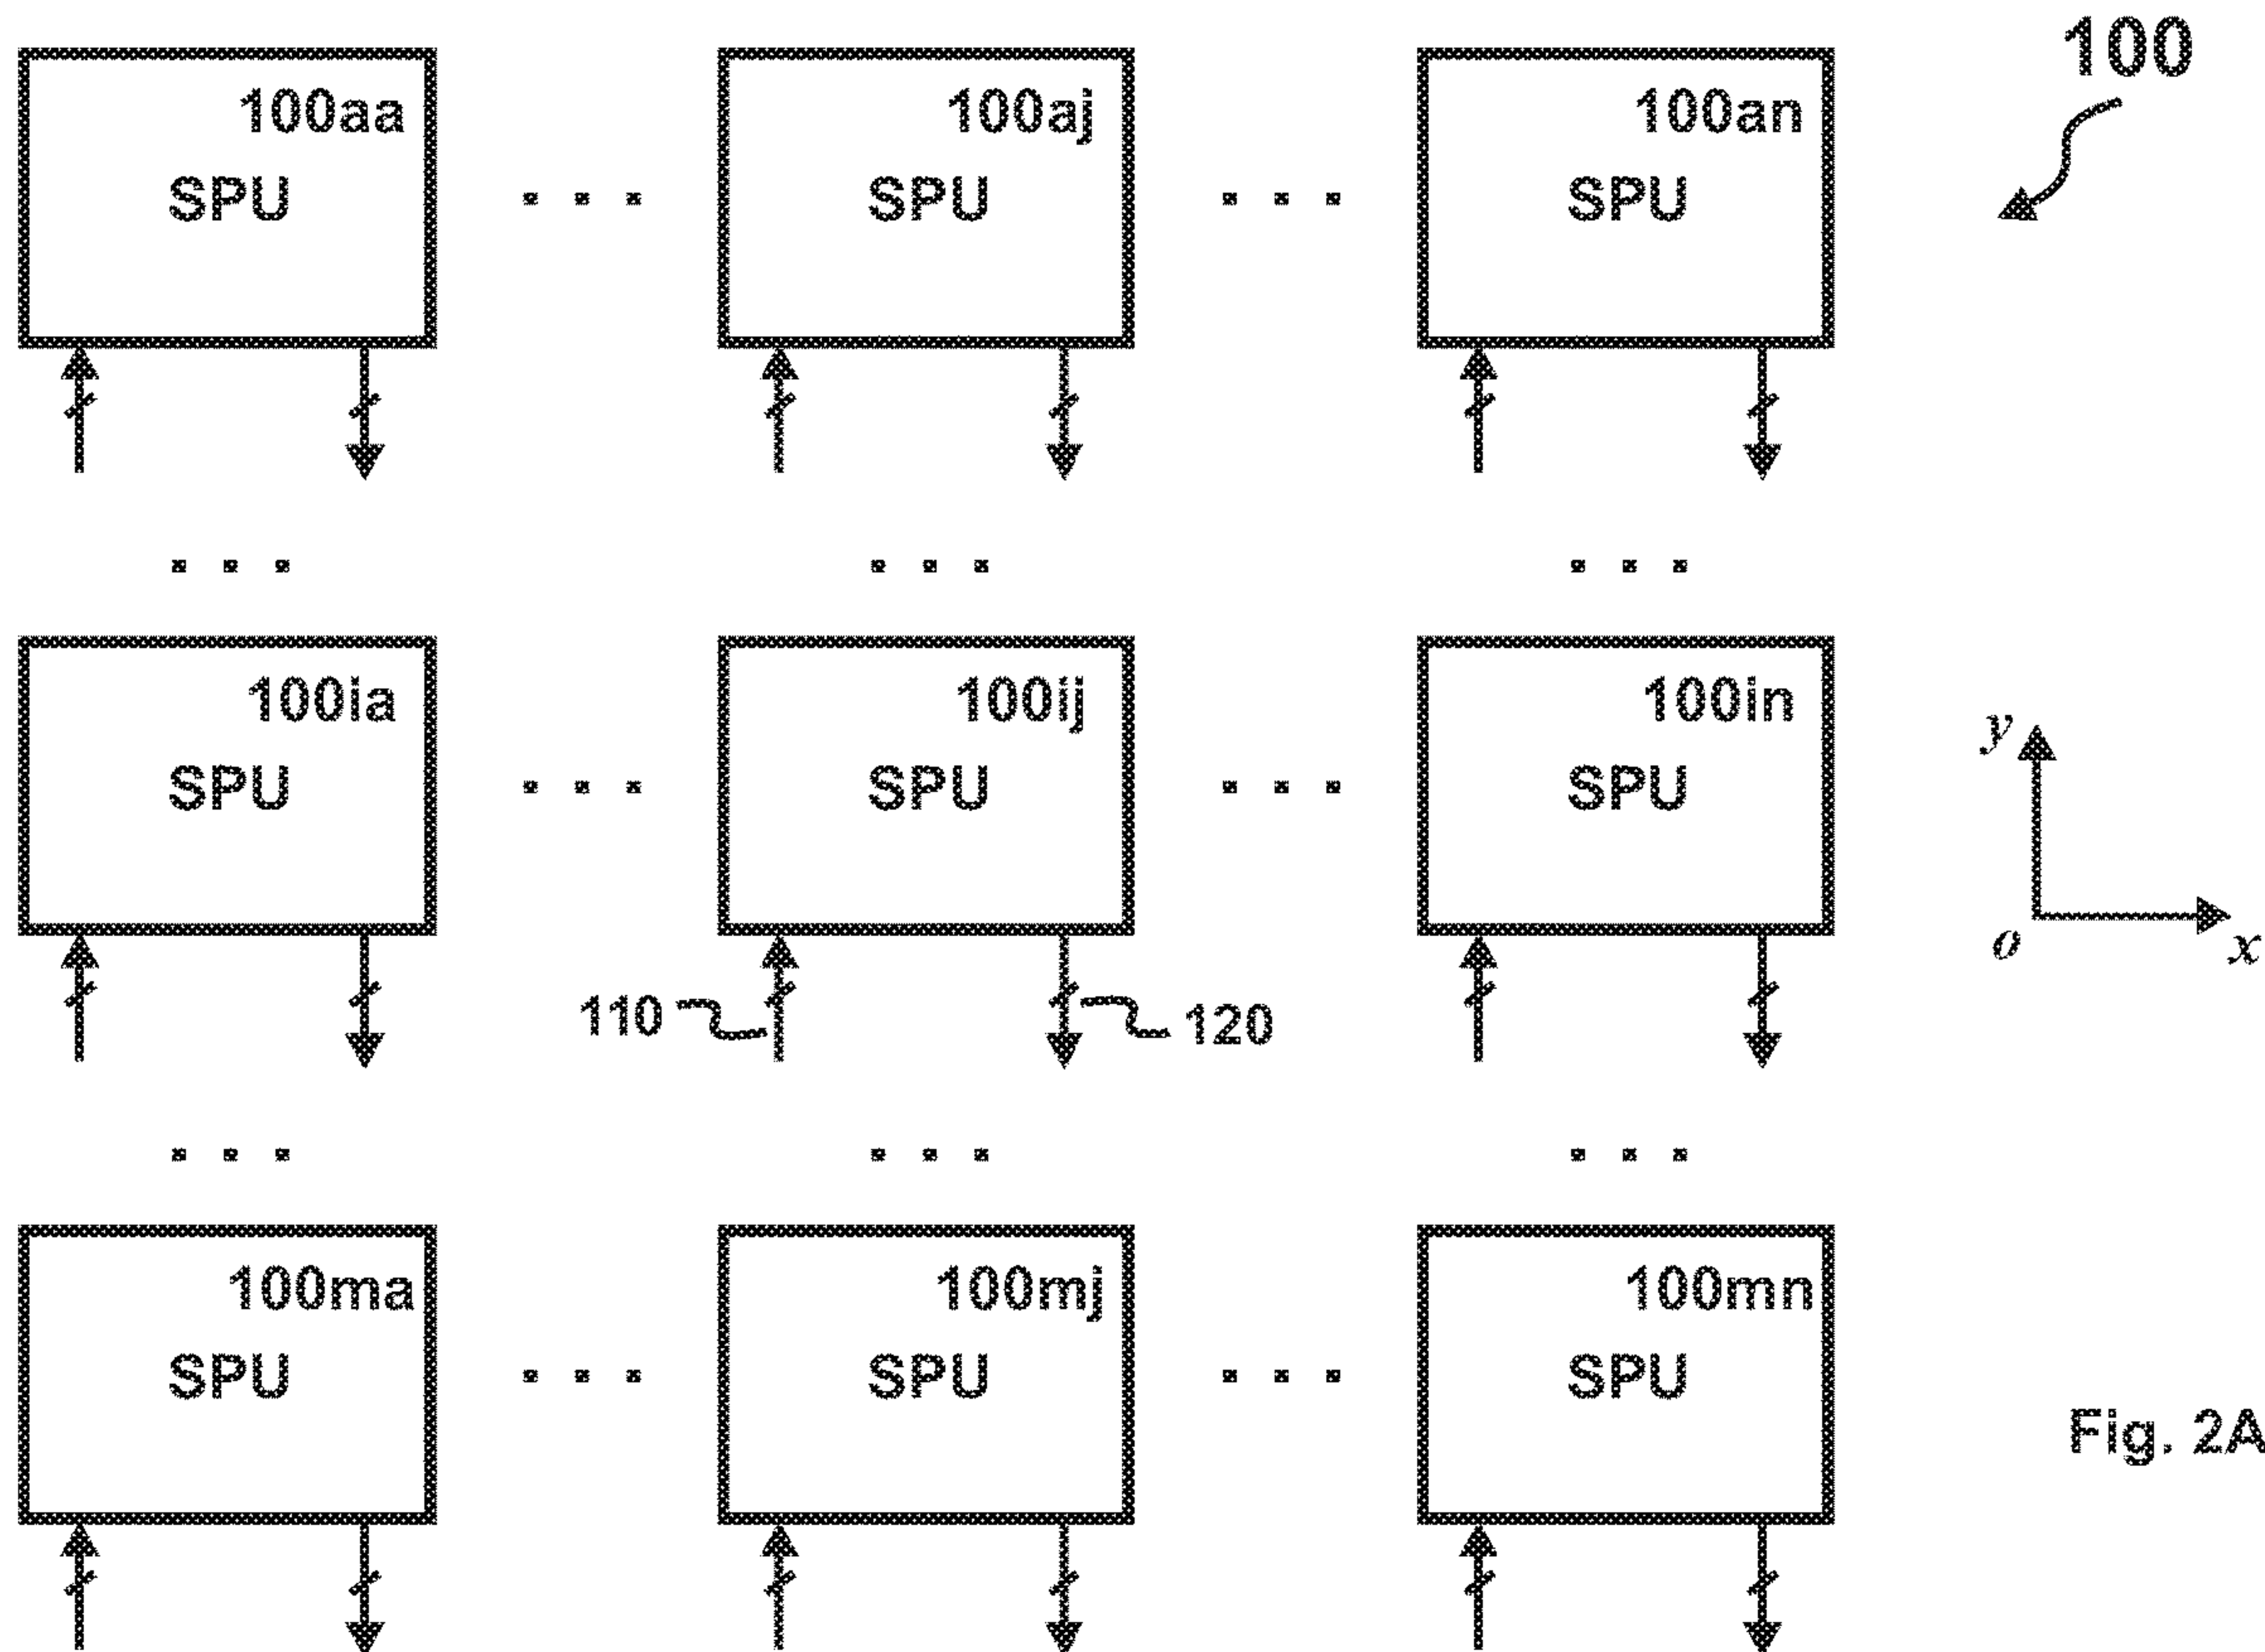 100
100aa 100aj 100an
SPU SPU SPU
100ia 100ij 100in
SPU SPU SPU
y
o x
110 120
100ma 100mj 100mn
SPU SPU SPU
Fig. 2A